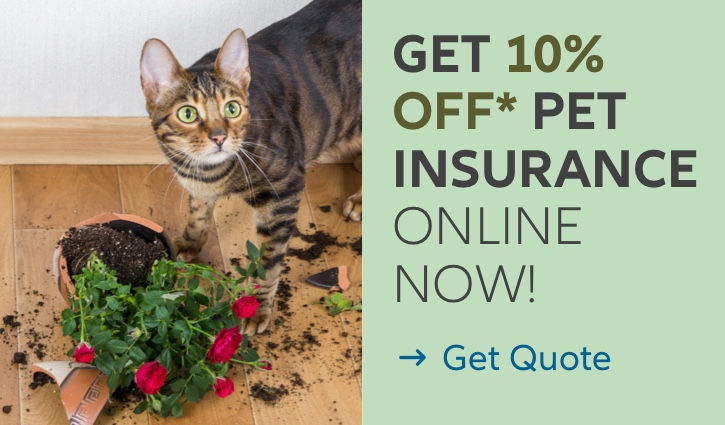 GET 10%
OFF* PET
INSURANCE
ONLINE
NOW!
→ Get Quote